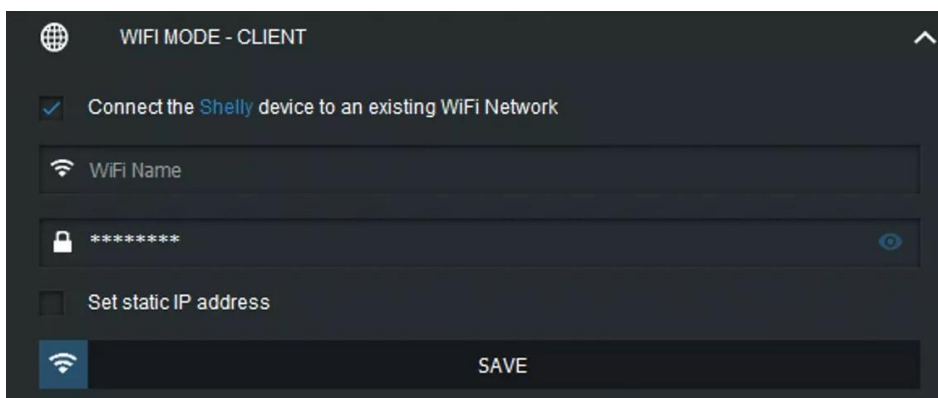 WIFI MODE - CLIENT
Connect the Shelly device to an existing WiFi Network
WiFi Name
********
Set static IP address
SAVE